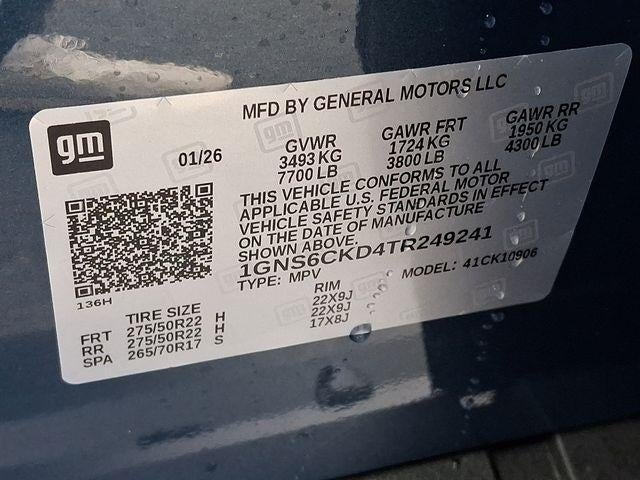 MFD BY GENERAL MOTORS LLC
gm
01/26
GVWR
3493 KG
7700 LB
GAWR FRT
1724 KG
3800 LB
GAWR RR
1950 KG
4300 LB
THIS VEHICLE CONFORMS TO ALL
APPLICABLE U.S. FEDERAL MOTOR
VEHICLE SAFETY STANDARDS IN EFFECT
ON THE DATE OF MANUFACTURE
SHOWN ABOVE.
1GNS6CKD4TR249241
TYPE: MPV MODEL: 41CK10906
136H
TIRE SIZE RIM
FRT 275/50R22 H 22X9J
RR 275/50R22 H 22X9J
SPA 265/70R17 S 17X8J